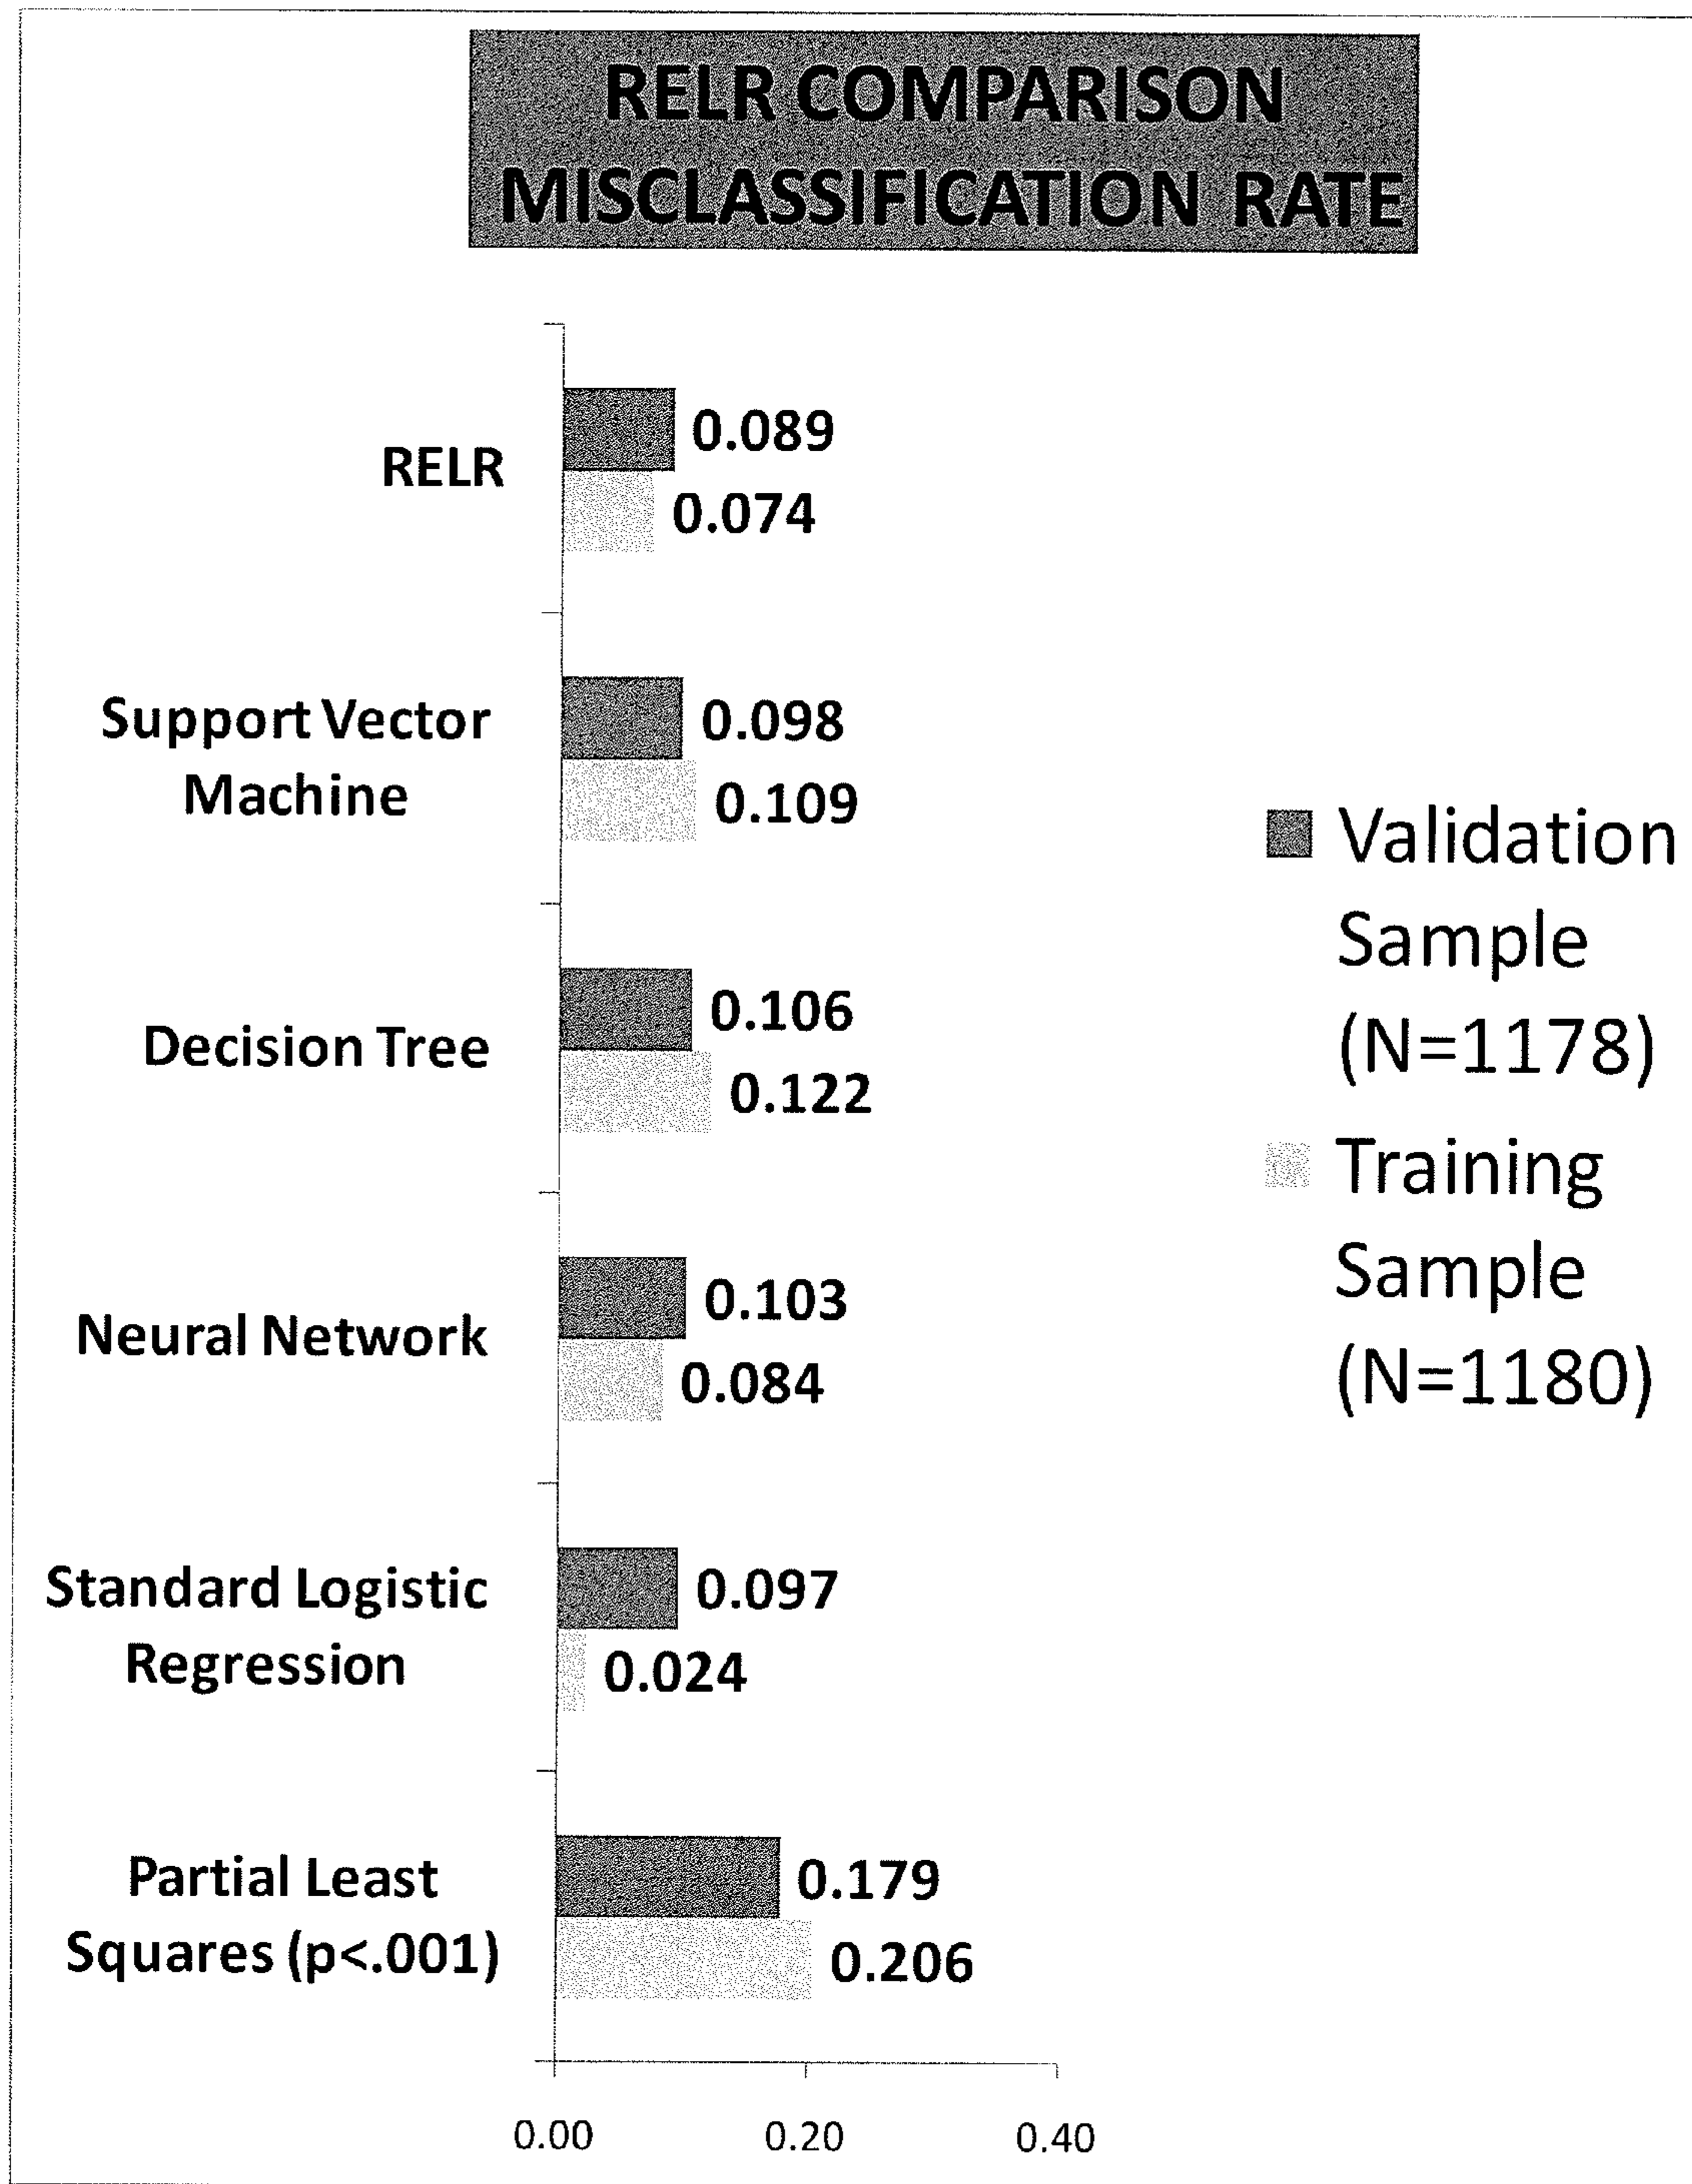 RELR COMPARISON
MISCLASSIFICATION RATE
RELR
0.089
0.074
Support Vector
Machine
0.098
0.109
Decision Tree
0.106
0.122
Neural Network
0.103
0.084
Standard Logistic
Regression
0.097
0.024
Partial Least
Squares (p<.001)
0.179
0.206
0.00 0.20 0.40
Validation
Sample
(N=1178)
Training
Sample
(N=1180)